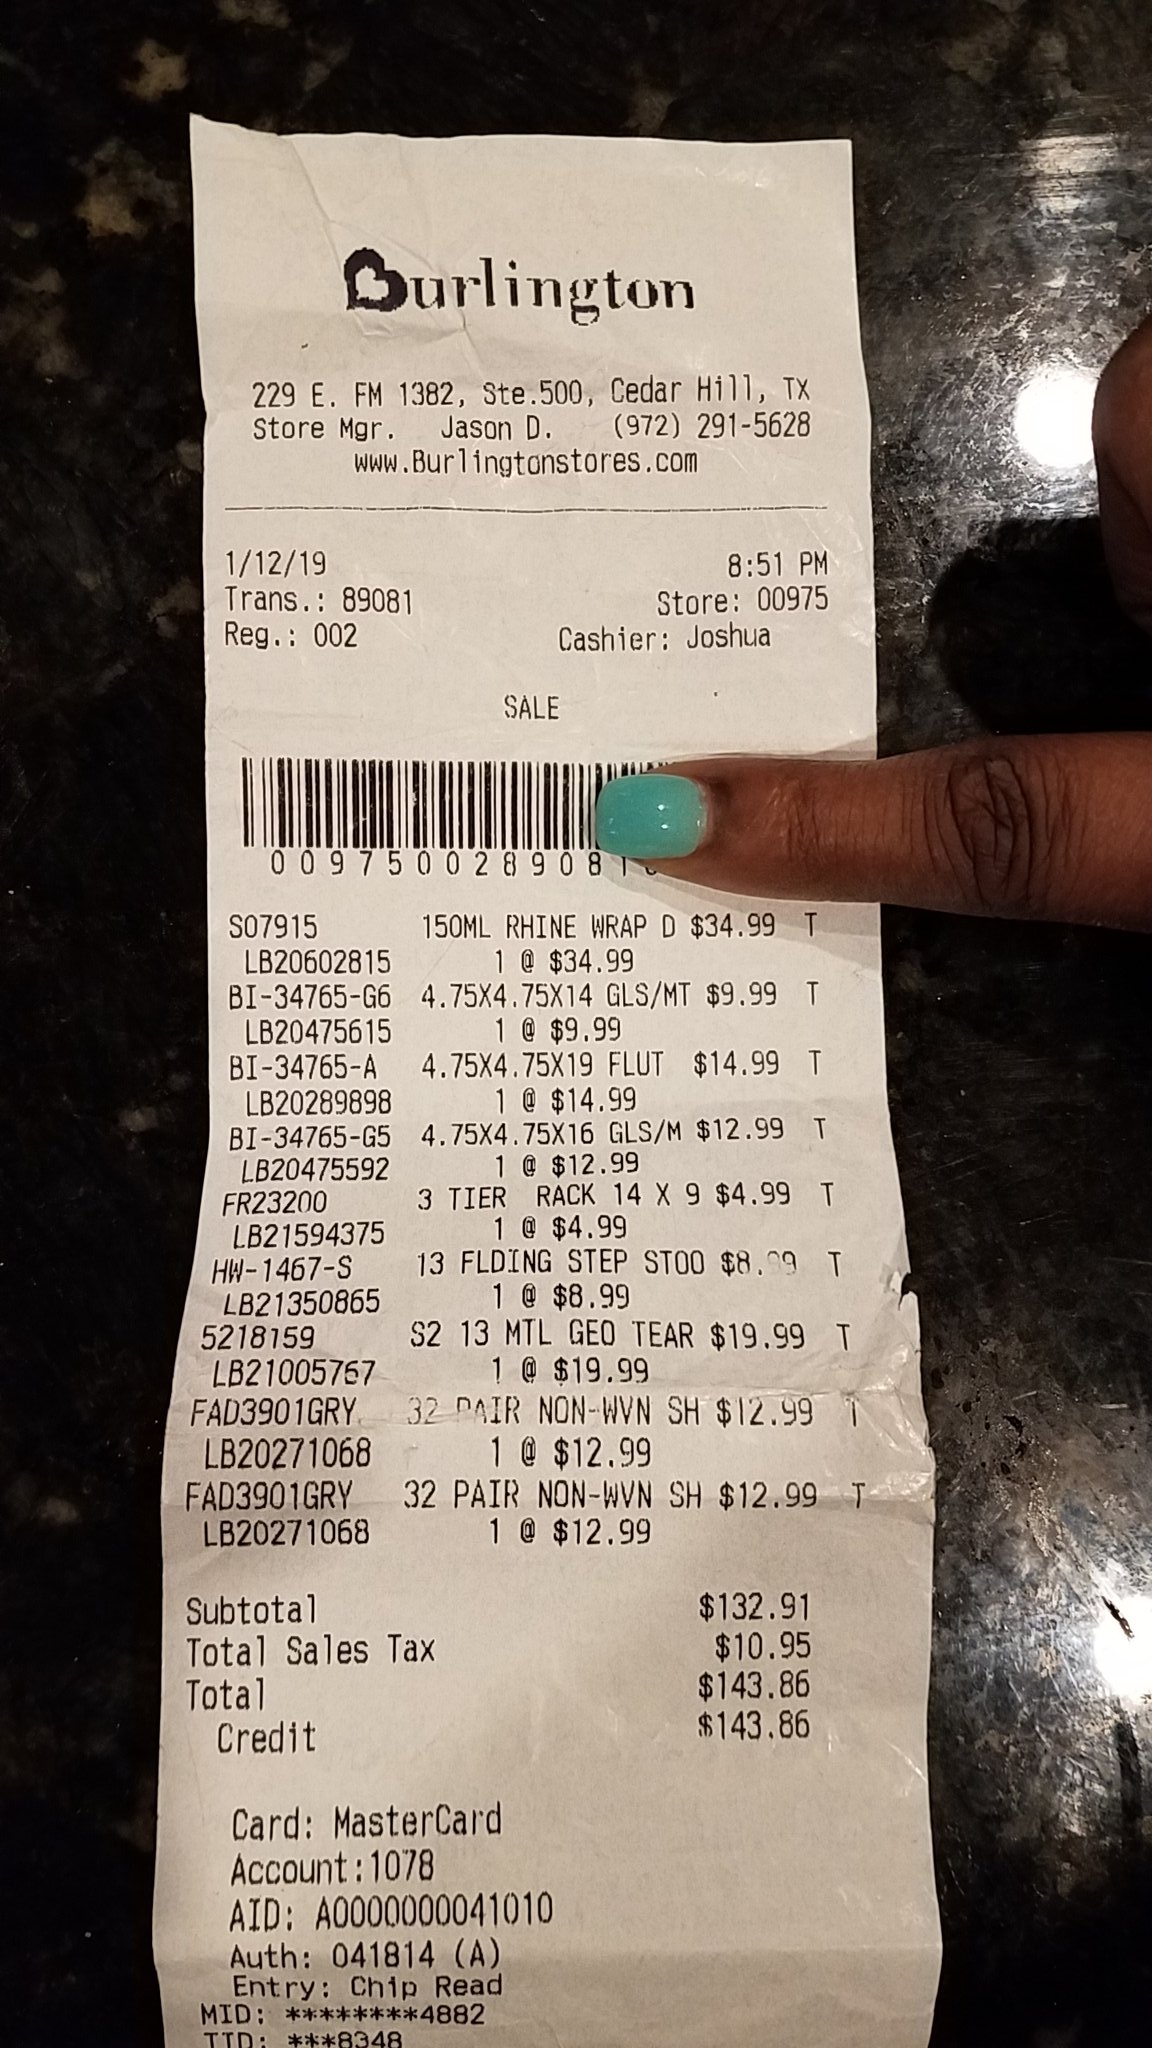 Burlington
229 E. FM 1382, Ste.500, Cedar Hill, TX
Store Mgr. Jason D. (972) 291-5628
www.Burlingtonstores.com
1/12/19 8:51 PM
Trans.: 89081 Store: 00975
Reg.: 002 Cashier: Joshua
SALE
S07915 150ML RHINE WRAP D $34.99 T
LB20602815 1 @ $34.99
BI-34765-G6 4.75X4.75X14 GLS/MT $9.99 T
LB20475615 1 @ $9.99
BI-34765-A 4.75X4.75X19 FLUT $14.99 T
LB20289898 1 @ $14.99
BI-34765-G5 4.75X4.75X16 GLS/M $12.99 T
LB20475592 1 @ $12.99
FR23200 3 TIER RACK 14 X 9 $4.99 T
LB21594375 1 @ $4.99
HW-1467-S 13 FLDING STEP STOO $8.99 T
LB21350865 1 @ $8.99
5218159 S2 13 MTL GEO TEAR $19.99 T
LB21005767 1 @ $19.99
FAD3901GRY 32 PAIR NON-WVN SH $12.99 T
LB20271068 1 @ $12.99
FAD3901GRY 32 PAIR NON-WVN SH $12.99 T
LB20271068 1 @ $12.99
Subtotal $132.91
Total Sales Tax $10.95
Total $143.86
Credit $143.86
Card: MasterCard
Account:1078
AID: A0000000041010
Auth: 041814 (A)
Entry: Chip Read
MID: ********4882
TID: ***8348